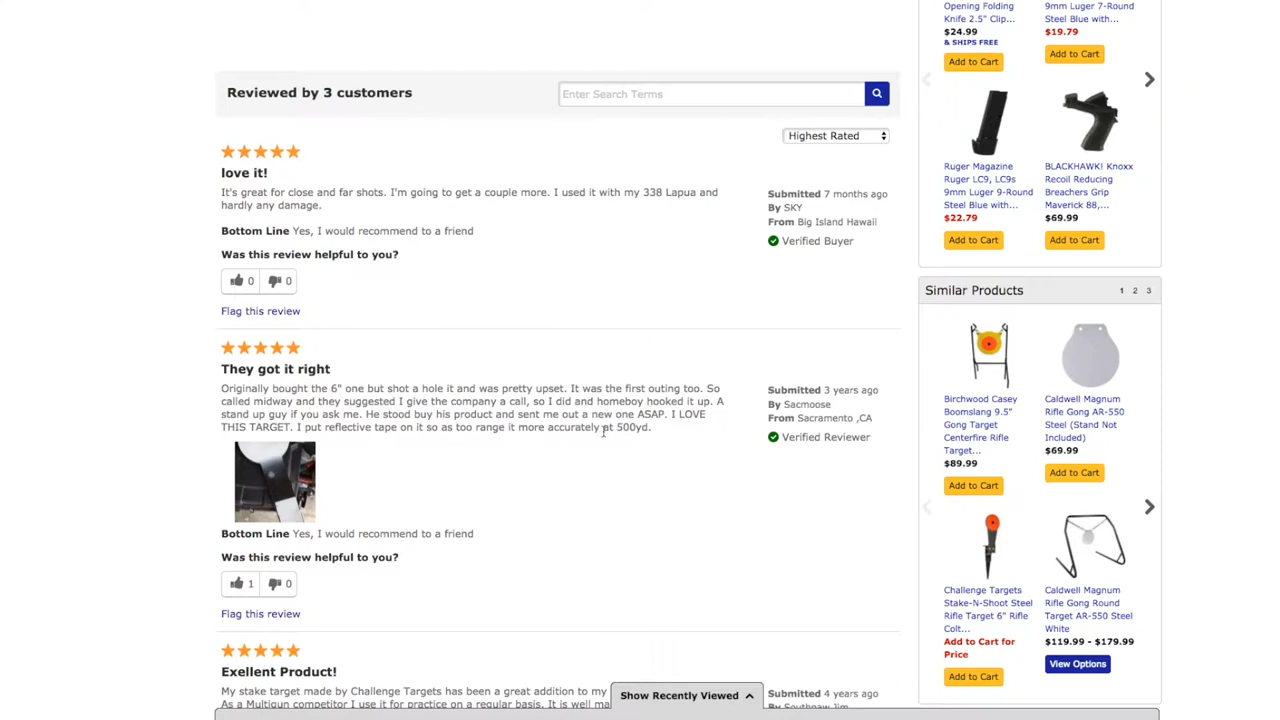 Opening Folding
Knife 2.5" Clip...
$24.99
& SHIPS FREE
Add to Cart
9mm Luger 7-Round
Steel Blue with...
$19.79
Add to Cart
Reviewed by 3 customers
Enter Search Terms
Highest Rated
Ruger Magazine
Ruger LC9, LC9s
9mm Luger 9-Round
Steel Blue with...
$22.79
Add to Cart
BLACKHAWK! Knoxx
Recoil Reducing
Breachers Grip
Maverick 88,...
$69.99
Add to Cart
love it!
It's great for close and far shots. I'm going to get a couple more. I used it with my 338 Lapua and
hardly any damage.
Submitted 7 months ago
By SKY
From Big Island Hawaii
Verified Buyer
Bottom Line Yes, I would recommend to a friend
Was this review helpful to you?
0 0
Flag this review
They got it right
Originally bought the 6" one but shot a hole it and was pretty upset. It was the first outing too. So
called midway and they suggested I give the company a call, so I did and homeboy hooked it up. A
stand up guy if you ask me. He stood buy his product and sent me out a new one ASAP. I LOVE
THIS TARGET. I put reflective tape on it so as too range it more accurately at 500yd.
Submitted 3 years ago
By Sacmoose
From Sacramento ,CA
Verified Reviewer
Bottom Line Yes, I would recommend to a friend
Was this review helpful to you?
1 0
Flag this review
Exellent Product!
My stake target made by Challenge Targets has been a great addition to my
As a Multigun competitor I use it for practice on a regular basis. It is well ma
Submitted 4 years ago
By Southpaw Jim
Show Recently Viewed
Similar Products
1 2 3
Birchwood Casey
Boomslang 9.5"
Gong Target
Centerfire Rifle
Target...
$89.99
Add to Cart
Caldwell Magnum
Rifle Gong AR-550
Steel (Stand Not
Included)
$69.99
Add to Cart
Challenge Targets
Stake-N-Shoot Steel
Rifle Target 6" Rifle
Colt...
Add to Cart for
Price
Add to Cart
Caldwell Magnum
Rifle Gong Round
Target AR-550 Steel
White
$119.99 - $179.99
View Options